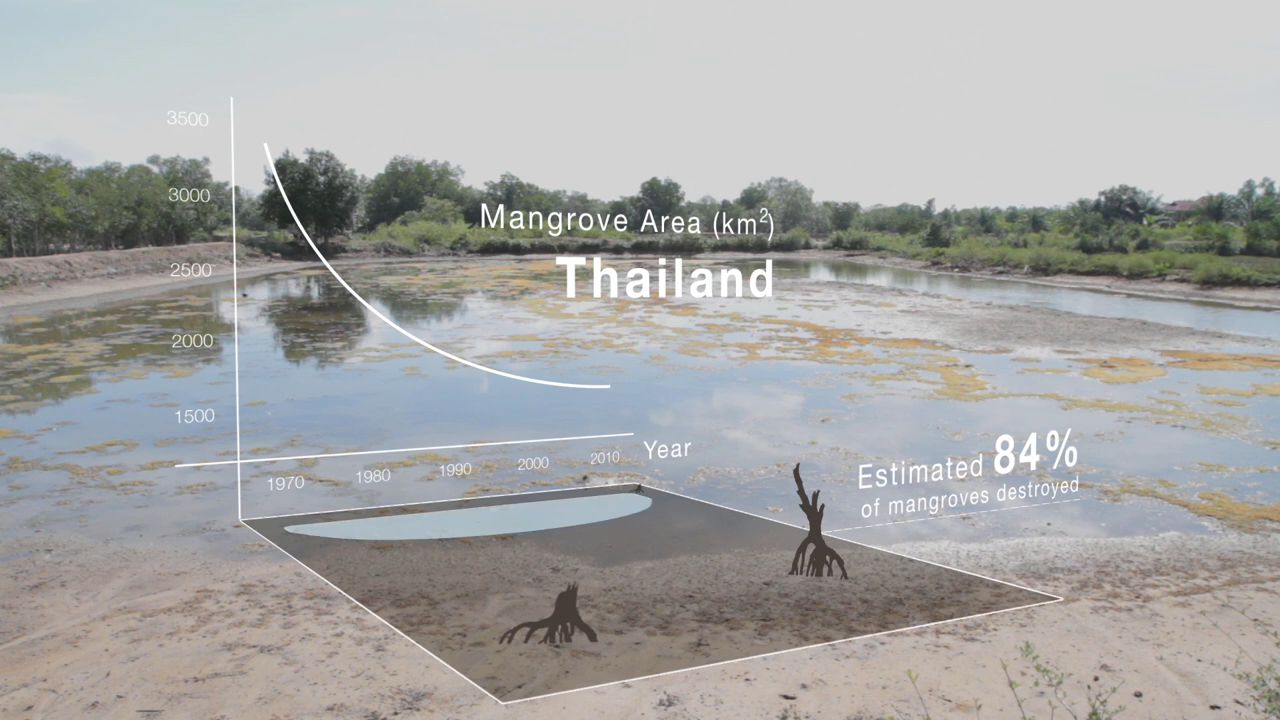 3500
3000
2500
2000
1500
Mangrove Area (km²)
Thailand
1970 1980 1990 2000 2010 Year
Estimated 84%
of mangroves destroyed